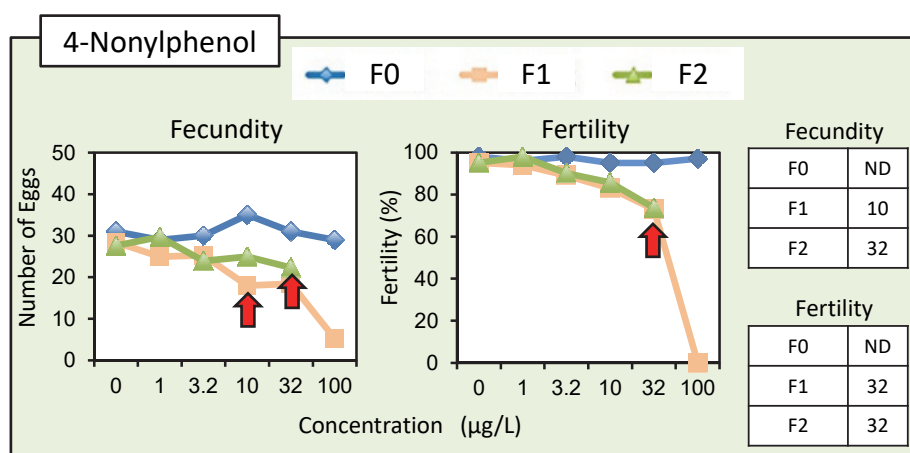 4-Nonylphenol
F0 F1 F2
Fecundity
Number of Eggs
50
40
30
20
10
0
0 1 3.2 10 32 100
Fertility
Fertility (%)
100
80
60
40
20
0
0 1 3.2 10 32 100
Concentration (µg/L)
Fecundity
F0 ND
F1 10
F2 32
Fertility
F0 ND
F1 32
F2 32